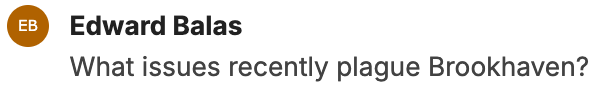 EB
Edward Balas
What issues recently plague Brookhaven?